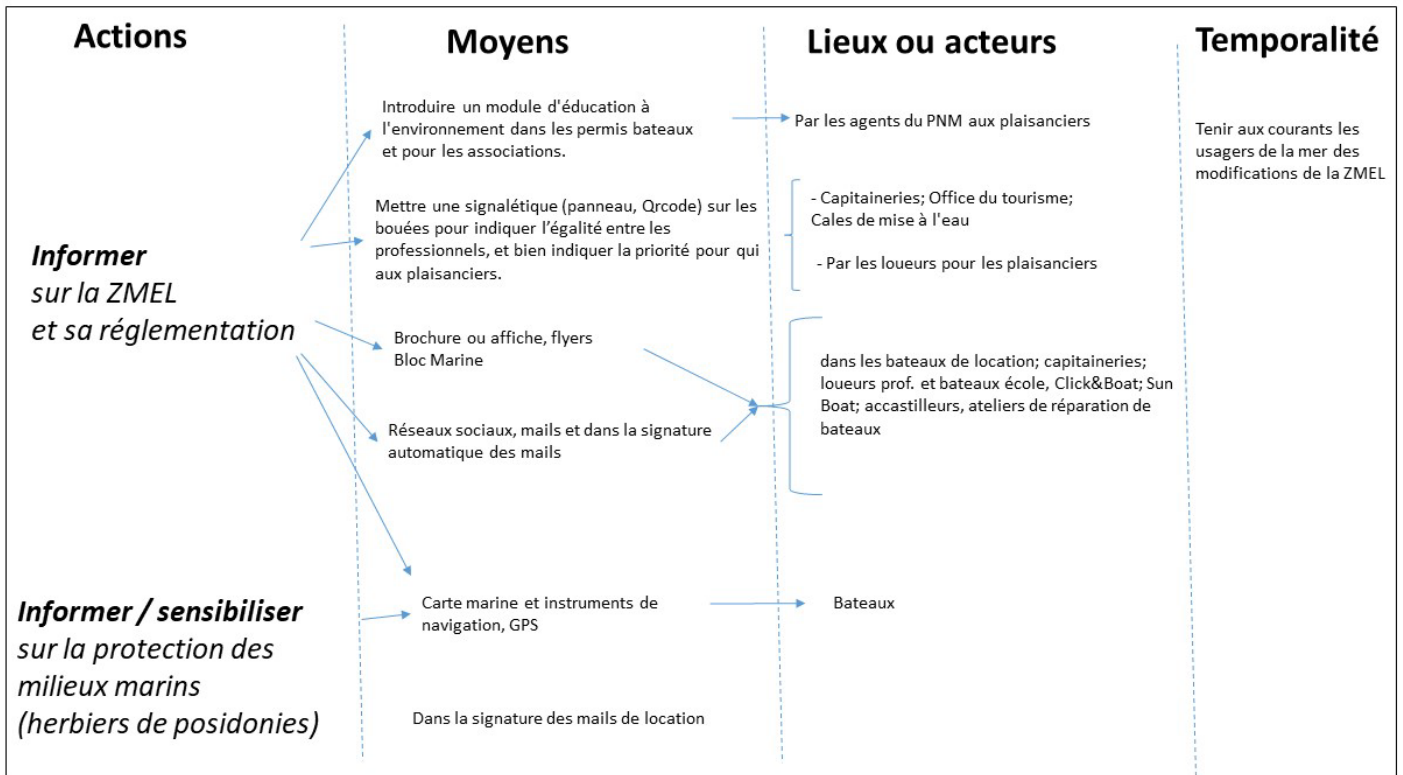 Actions
Moyens
Lieux ou acteurs
Temporalité
Informer
sur la ZMEL
et sa réglementation
Introduire un module d'éducation à
l'environnement dans les permis bateaux
et pour les associations.
Par les agents du PNM aux plaisanciers
Tenir aux courants les
usagers de la mer des
modifications de la ZMEL
Mettre une signalétique (panneau, Qrcode) sur les
bouées pour indiquer l’égalité entre les
professionnels, et bien indiquer la priorité pour qui
aux plaisanciers.
- Capitaineries; Office du tourisme;
Cales de mise à l'eau
- Par les loueurs pour les plaisanciers
Brochure ou affiche, flyers
Bloc Marine
Réseaux sociaux, mails et dans la signature
automatique des mails
dans les bateaux de location; capitaineries;
loueurs prof. et bateaux école, Click&Boat; Sun
Boat; accastilleurs, ateliers de réparation de
bateaux
Informer / sensibiliser
sur la protection des
milieux marins
(herbiers de posidonies)
Carte marine et instruments de
navigation, GPS
Bateaux
Dans la signature des mails de location